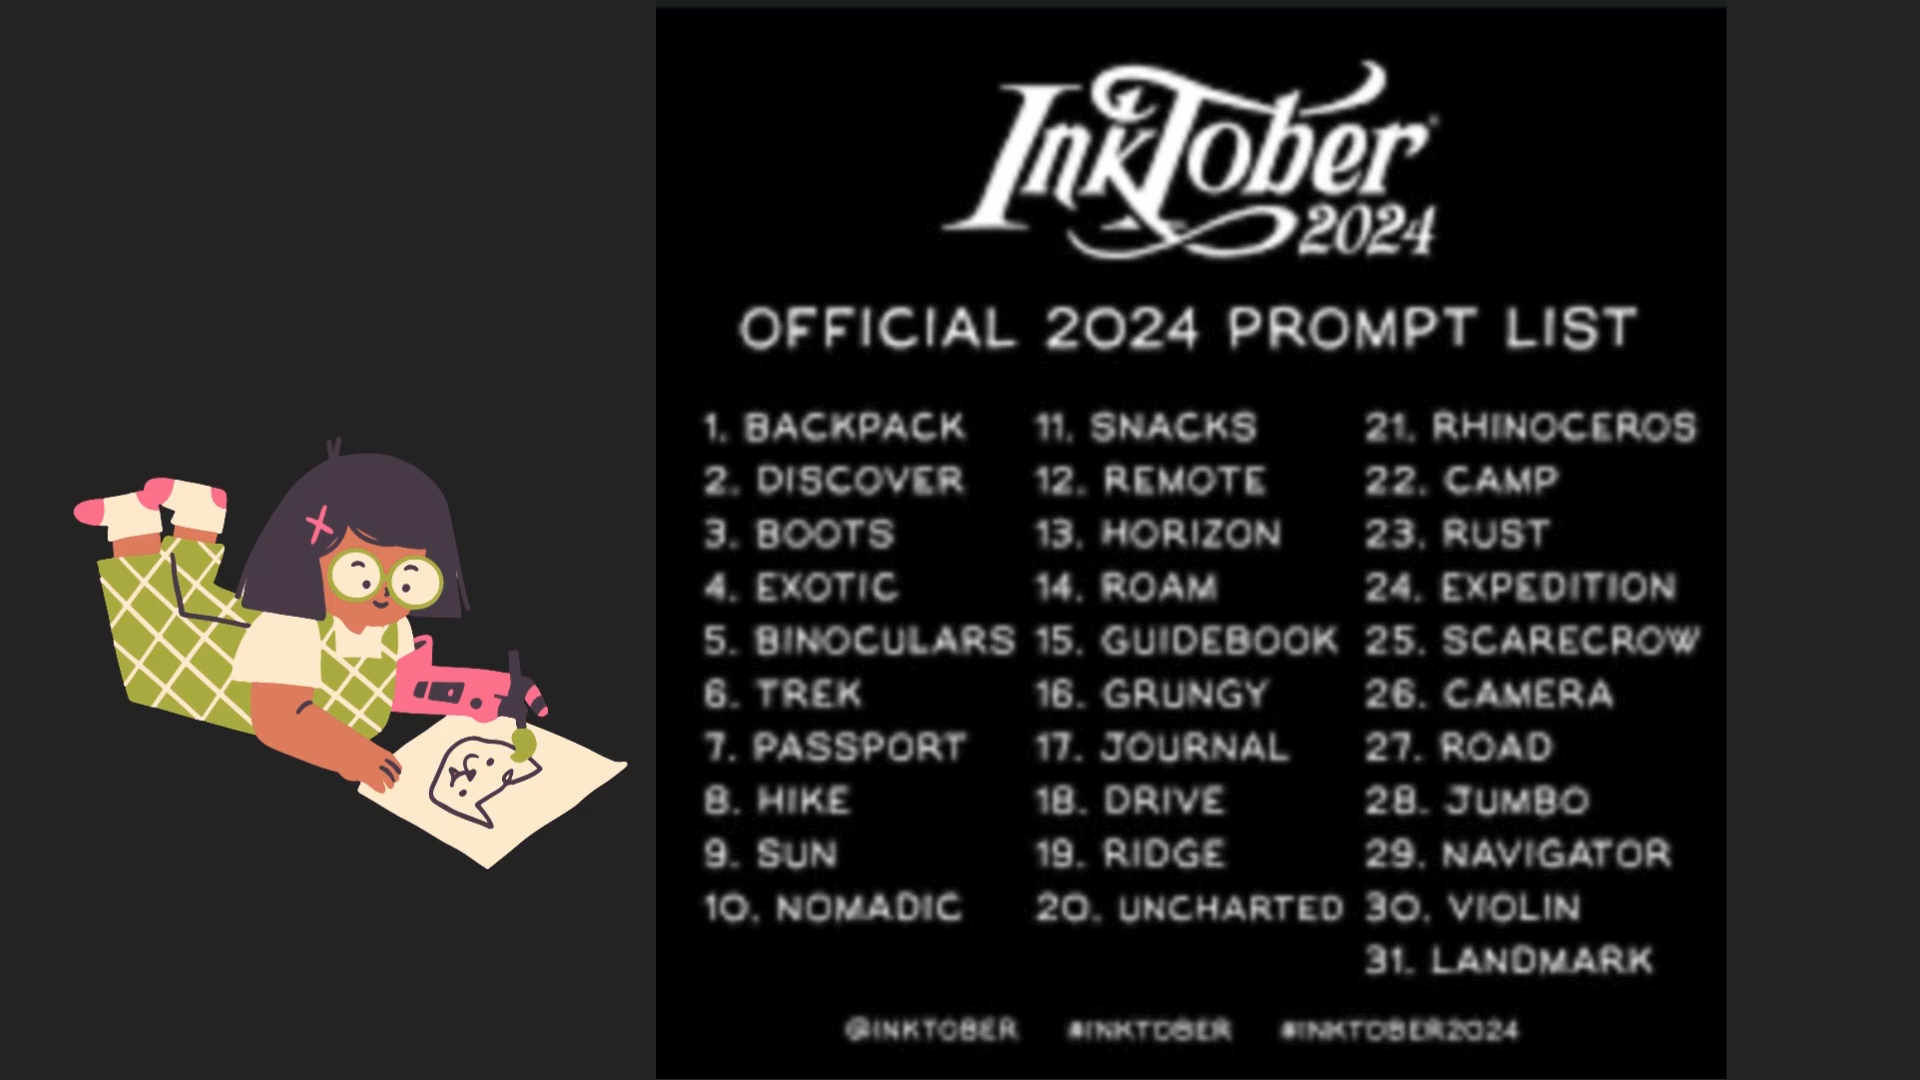 InkTober
2024
OFFICIAL 2024 PROMPT LIST
1. BACKPACK
2. DISCOVER
3. BOOTS
4. EXOTIC
5. BINOCULARS
6. TREK
7. PASSPORT
8. HIKE
9. SUN
10. NOMADIC
11. SNACKS
12. REMOTE
13. HORIZON
14. ROAM
15. GUIDEBOOK
16. GRUNGY
17. JOURNAL
18. DRIVE
19. RIDGE
20. UNCHARTED
21. RHINOCEROS
22. CAMP
23. RUST
24. EXPEDITION
25. SCARECROW
26. CAMERA
27. ROAD
28. JUMBO
29. NAVIGATOR
30. VIOLIN
31. LANDMARK
@INKTOBER #INKTOBER #INKTOBER2024